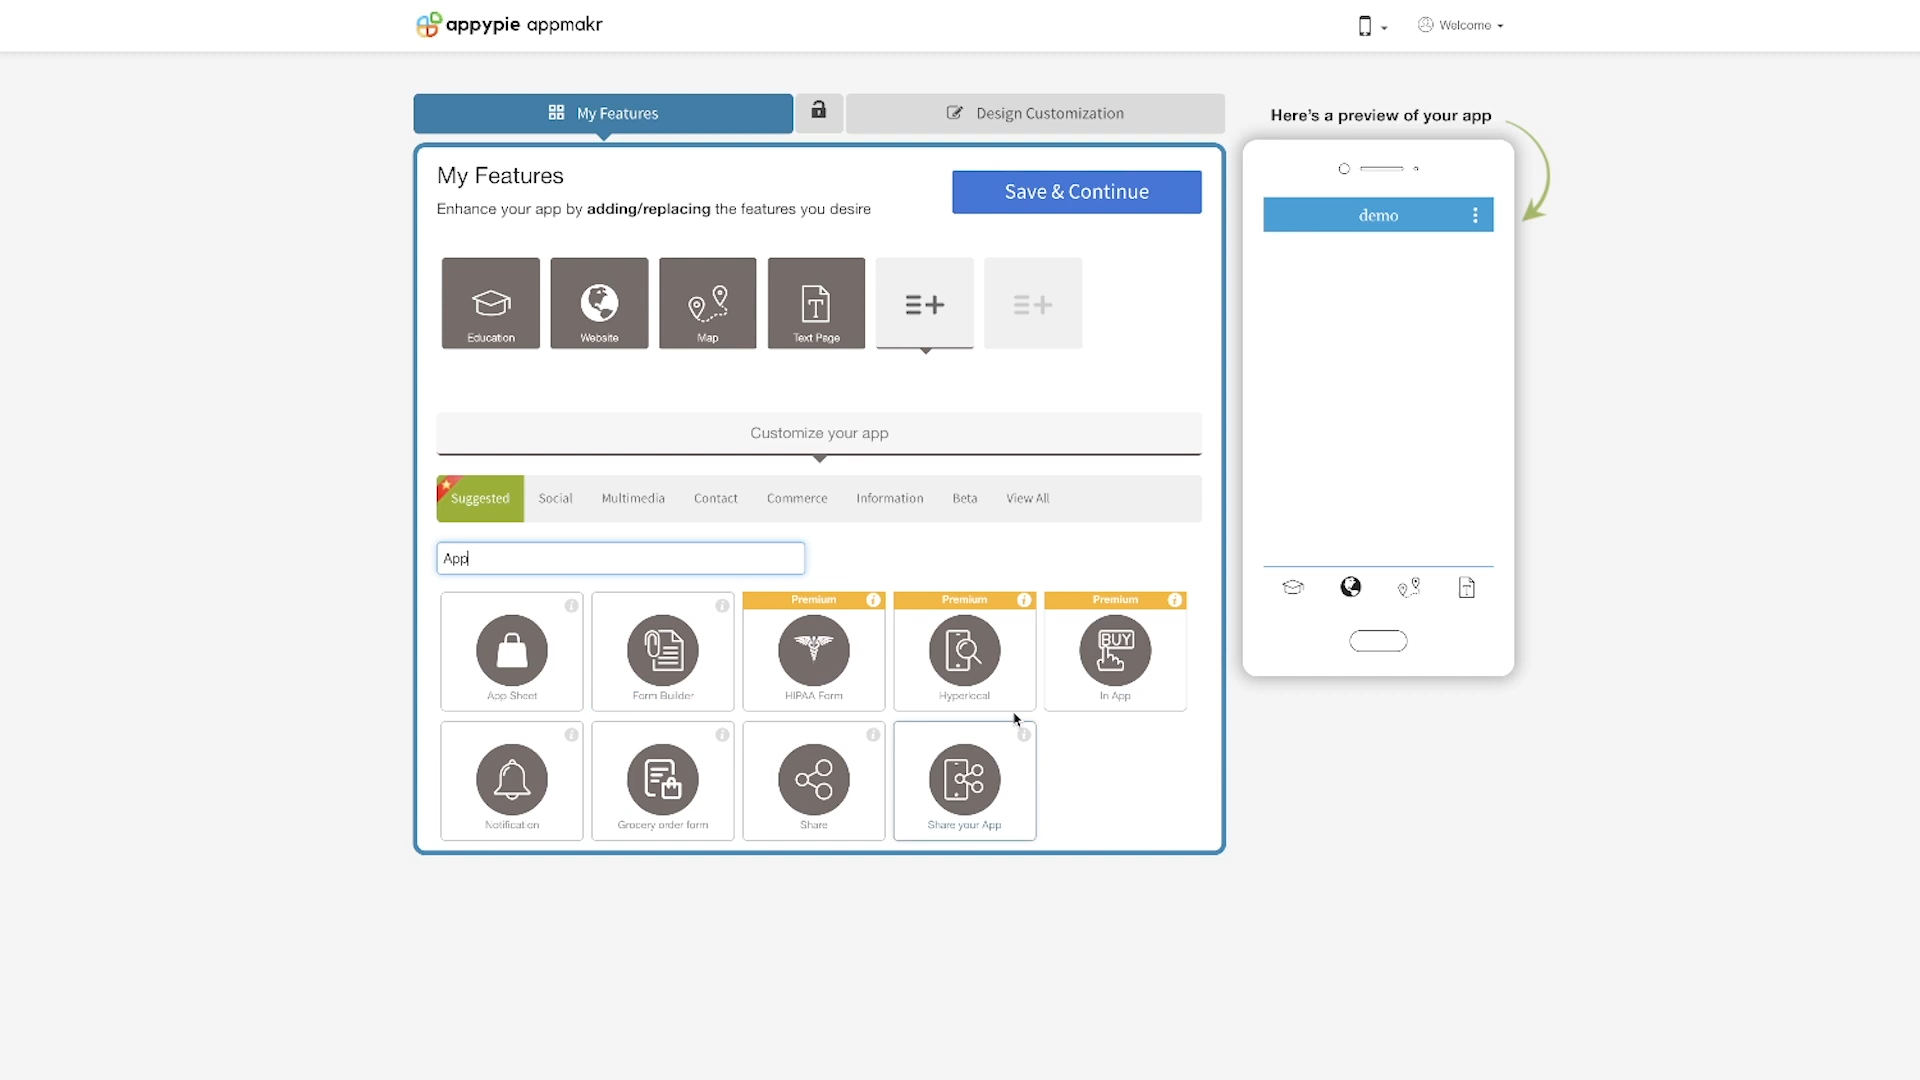 appypie appmakr
Welcome
My Features
Design Customization
Here's a preview of your app
My Features
Save & Continue
Enhance your app by adding/replacing the features you desire
demo
Education
Website
Map
T
Text Page
Customize your app
Suggested
Social
Multimedia
Contact
Commerce
Information
Beta
View All
App
Premium
Premium
Premium
BUY
App Sheet
Form Builder
HIPAA Form
Hyperlocal
In App
Notification
Grocery order form
Share
Share your App
T